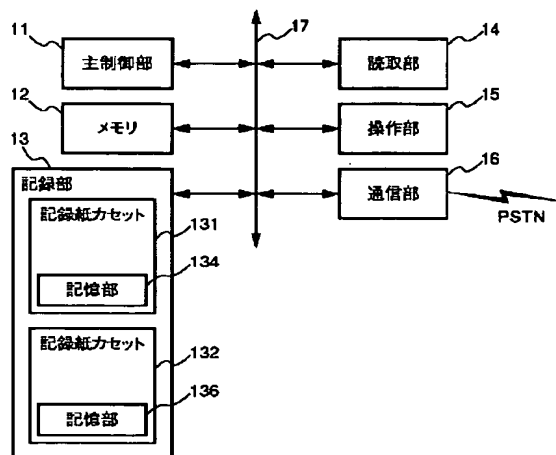 11
主制御部
12
メモリ
13
記録部
記録紙カセット
131
記憶部
134
記録紙カセット
132
記憶部
136
17
14
読取部
15
操作部
16
通信部
PSTN